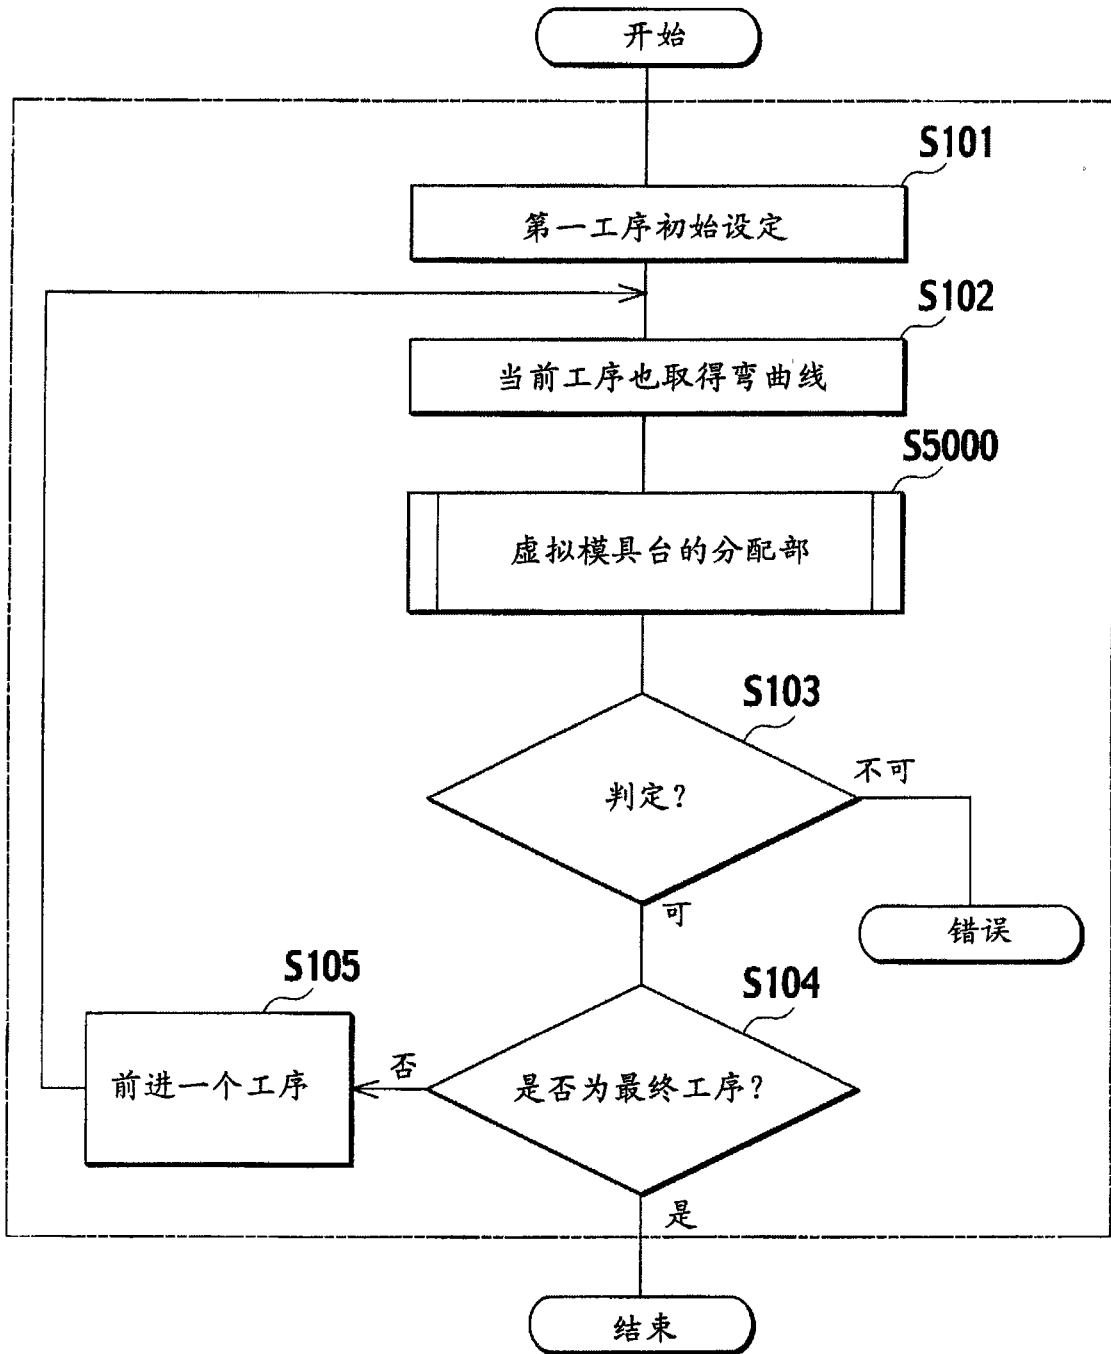 开始
S101
第一工序初始设定
S102
当前工序也取得弯曲线
S5000
虚拟模具台的分配部
S103
判定?
不可
可
错误
S105
S104
前进一个工序
否
是否为最终工序?
是
结束